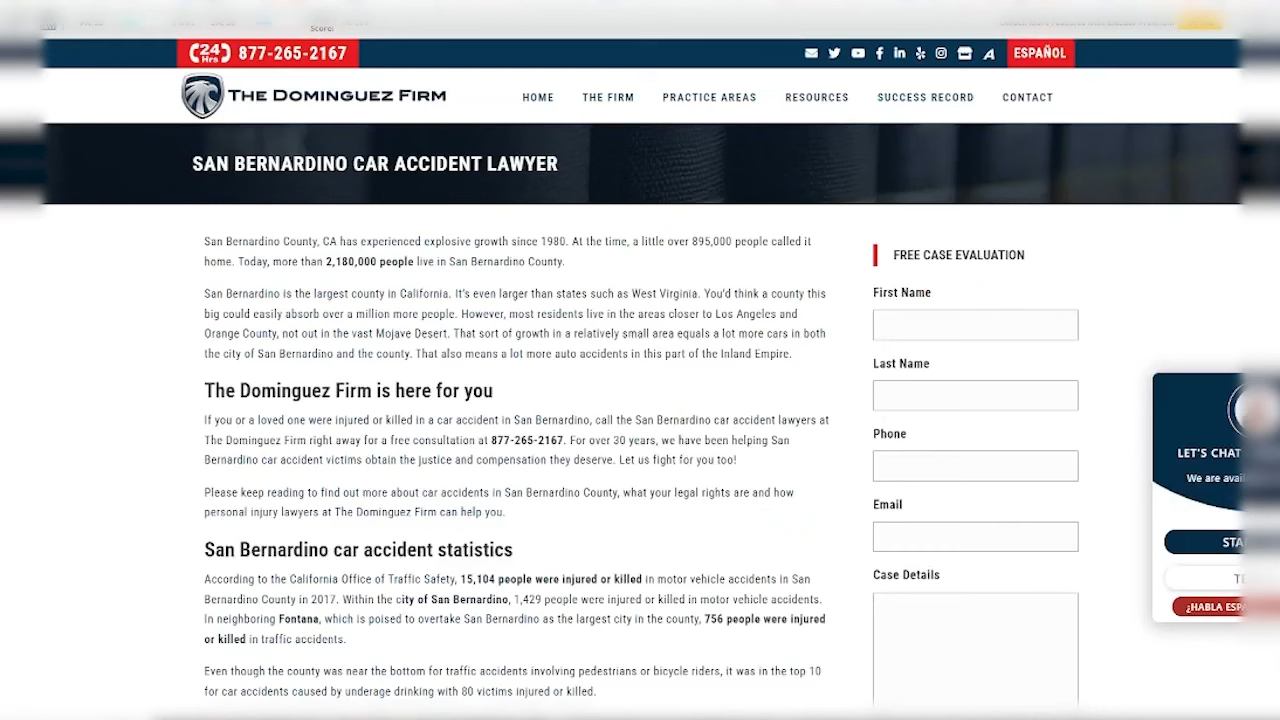 Score:
24 Hrs 877-265-2167
ESPAÑOL
THE DOMINGUEZ FIRM
HOME THE FIRM PRACTICE AREAS RESOURCES SUCCESS RECORD CONTACT
SAN BERNARDINO CAR ACCIDENT LAWYER
San Bernardino County, CA has experienced explosive growth since 1980. At the time, a little over 895,000 people called it
home. Today, more than 2,180,000 people live in San Bernardino County.
San Bernardino is the largest county in California. It's even larger than states such as West Virginia. You'd think a county this
big could easily absorb over a million more people. However, most residents live in the areas closer to Los Angeles and
Orange County, not out in the vast Mojave Desert. That sort of growth in a relatively small area equals a lot more cars in both
the city of San Bernardino and the county. That also means a lot more auto accidents in this part of the Inland Empire.
The Dominguez Firm is here for you
If you or a loved one were injured or killed in a car accident in San Bernardino, call the San Bernardino car accident lawyers at
The Dominguez Firm right away for a free consultation at 877-265-2167. For over 30 years, we have been helping San
Bernardino car accident victims obtain the justice and compensation they deserve. Let us fight for you too!
Please keep reading to find out more about car accidents in San Bernardino County, what your legal rights are and how
personal injury lawyers at The Dominguez Firm can help you.
San Bernardino car accident statistics
According to the California Office of Traffic Safety, 15,104 people were injured or killed in motor vehicle accidents in San
Bernardino County in 2017. Within the city of San Bernardino, 1,429 people were injured or killed in motor vehicle accidents.
In neighboring Fontana, which is poised to overtake San Bernardino as the largest city in the county, 756 people were injured
or killed in traffic accidents.
Even though the county was near the bottom for traffic accidents involving pedestrians or bicycle riders, it was in the top 10
for car accidents caused by underage drinking with 80 victims injured or killed.
FREE CASE EVALUATION
First Name
Last Name
Phone
Email
Case Details
LET'S CHAT
We are avai
STA
TE
¿HABLA ESPA